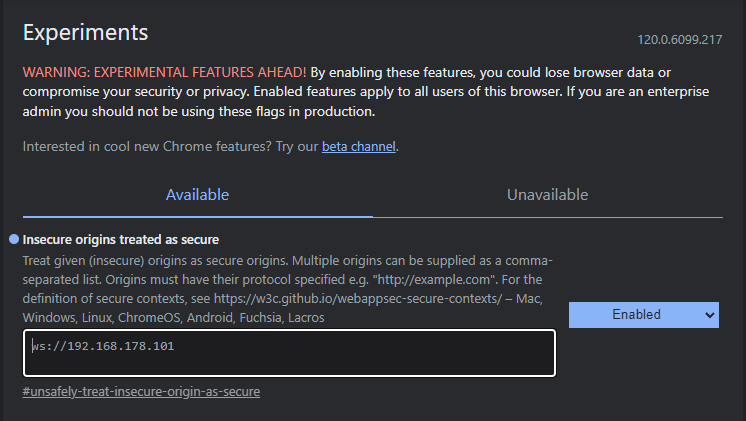 Experiments
120.0.6099.217
WARNING: EXPERIMENTAL FEATURES AHEAD! By enabling these features, you could lose browser data or
compromise your security or privacy. Enabled features apply to all users of this browser. If you are an enterprise
admin you should not be using these flags in production.
Interested in cool new Chrome features? Try our beta channel.
Available
Unavailable
Insecure origins treated as secure
Treat given (insecure) origins as secure origins. Multiple origins can be supplied as a comma-
separated list. Origins must have their protocol specified e.g. "http://example.com". For the
definition of secure contexts, see https://w3c.github.io/webappsec-secure-contexts/ – Mac,
Windows, Linux, ChromeOS, Android, Fuchsia, Lacros
Enabled
ws://192.168.178.101
#unsafely-treat-insecure-origin-as-secure